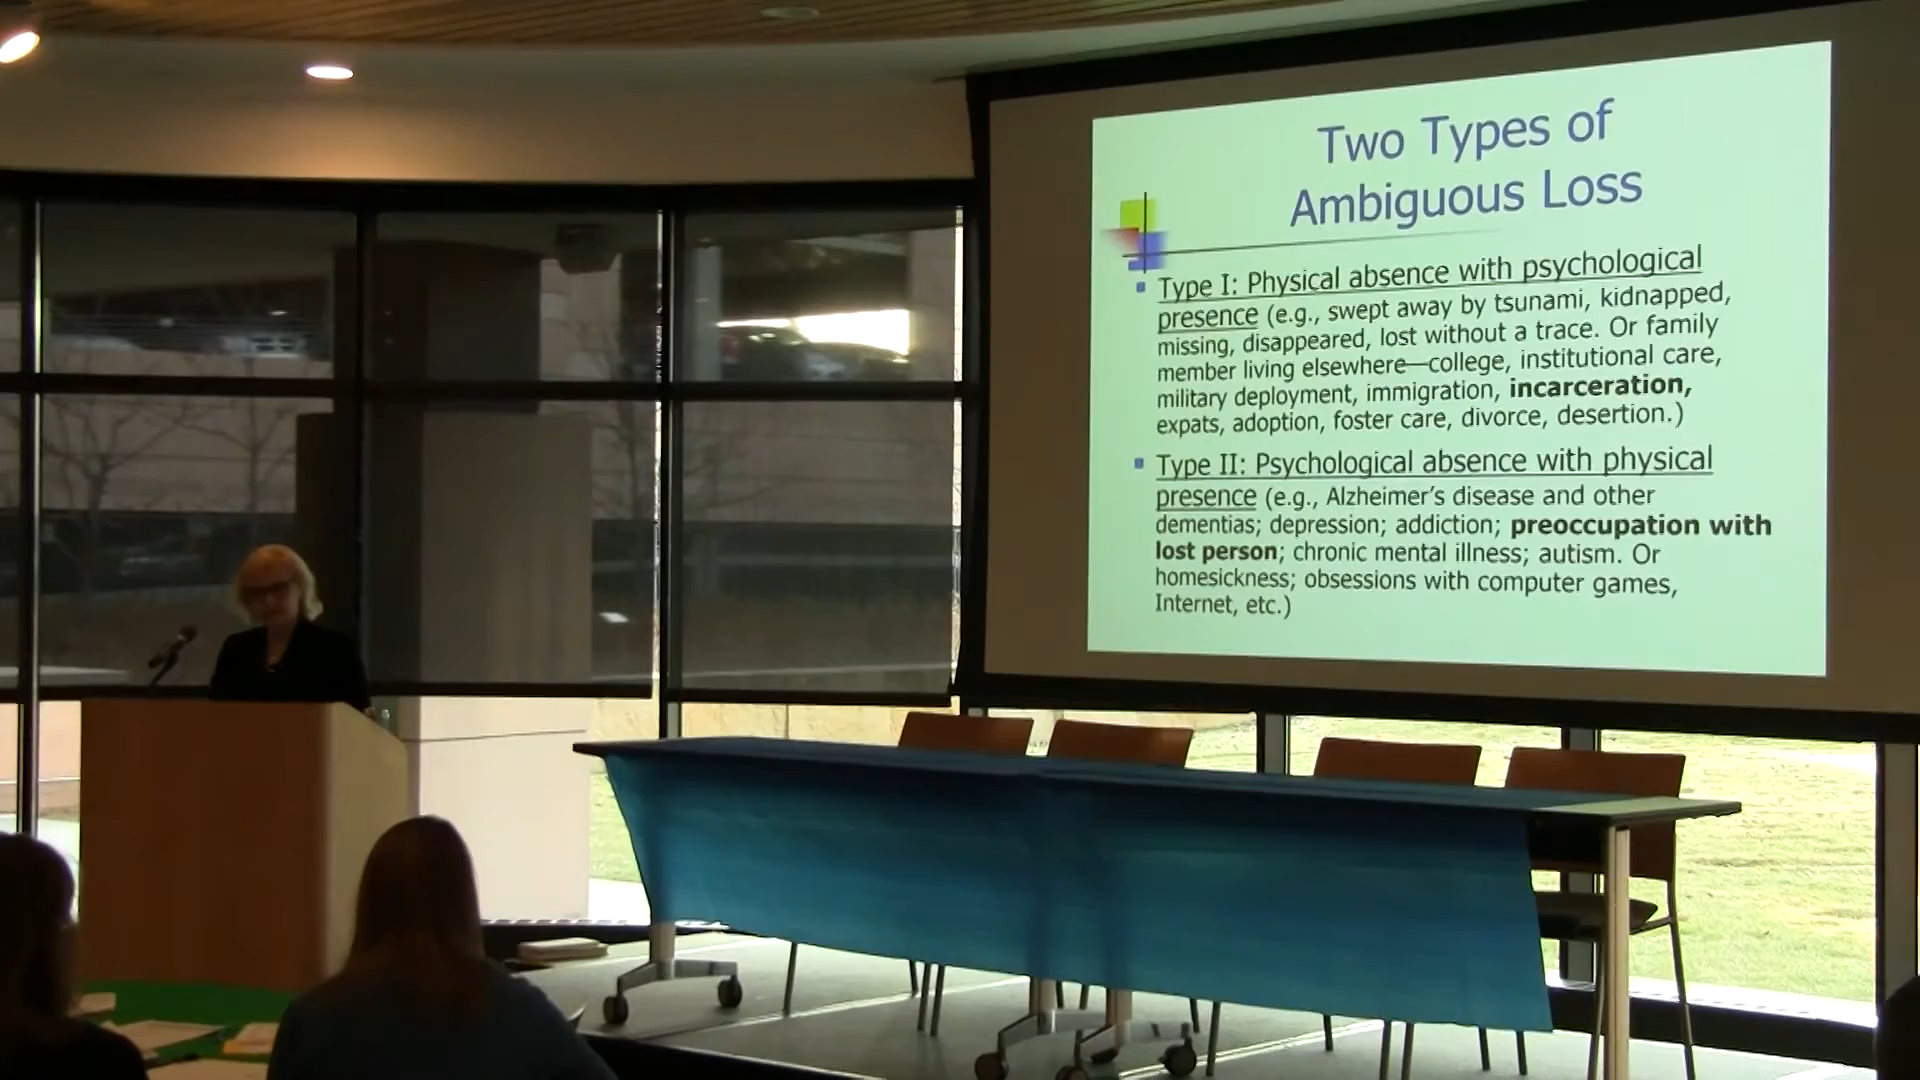 Two Types of
Ambiguous Loss
Type I: Physical absence with psychological
presence (e.g., swept away by tsunami, kidnapped,
missing, disappeared, lost without a trace. Or family
member living elsewhere—college, institutional care,
military deployment, immigration, incarceration,
expats, adoption, foster care, divorce, desertion.)
Type II: Psychological absence with physical
presence (e.g., Alzheimer's disease and other
dementias; depression; addiction; preoccupation with
lost person; chronic mental illness; autism. Or
homesickness; obsessions with computer games,
Internet, etc.)